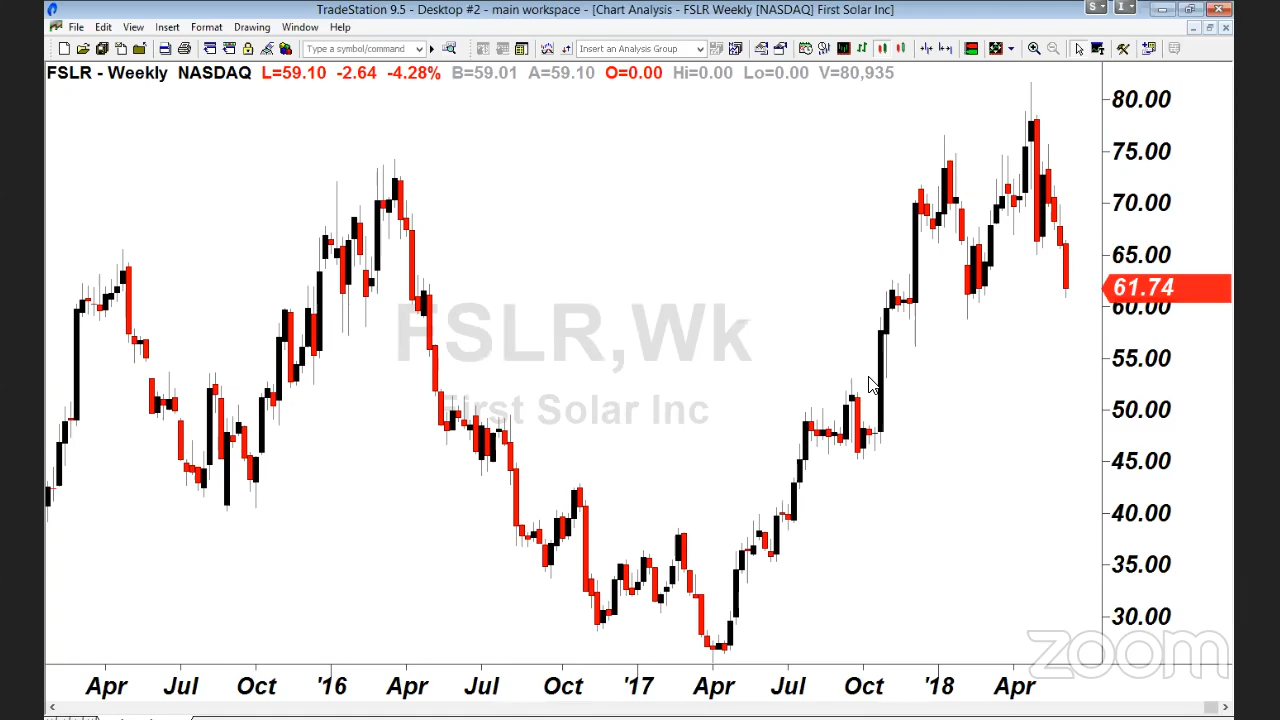 TradeStation 9.5 - Desktop #2 - main workspace - [Chart Analysis - FSLR Weekly [NASDAQ] First Solar Inc]
S I
File Edit View Insert Format Drawing Window Help
Type a symbol/command Insert an Analysis Group
FSLR - Weekly NASDAQ L=59.10 -2.64 -4.28% B=59.01 A=59.10 O=0.00 Hi=0.00 Lo=0.00 V=80,935
80.00
75.00
70.00
65.00
61.74
60.00
FSLR,Wk
55.00
First Solar Inc
50.00
45.00
40.00
35.00
30.00
zoom
Apr Jul Oct '16 Apr Jul Oct '17 Apr Jul Oct '18 Apr